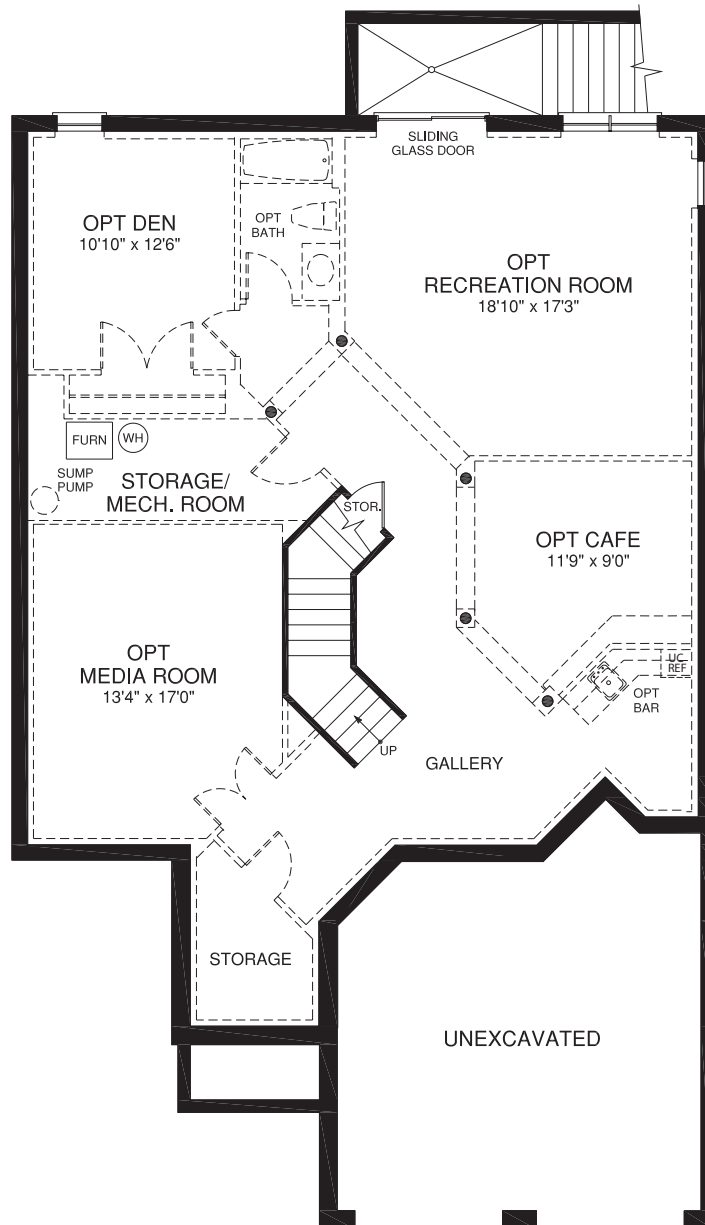 SLIDING
GLASS DOOR
OPT DEN
10'10" x 12'6"
OPT
BATH
OPT
RECREATION ROOM
18'10" x 17'3"
FURN
WH
SUMP
PUMP
STORAGE/
MECH. ROOM
STOR.
OPT CAFE
11'9" x 9'0"
OPT
MEDIA ROOM
13'4" x 17'0"
UC
REF
OPT
BAR
UP
GALLERY
STORAGE
UNEXCAVATED